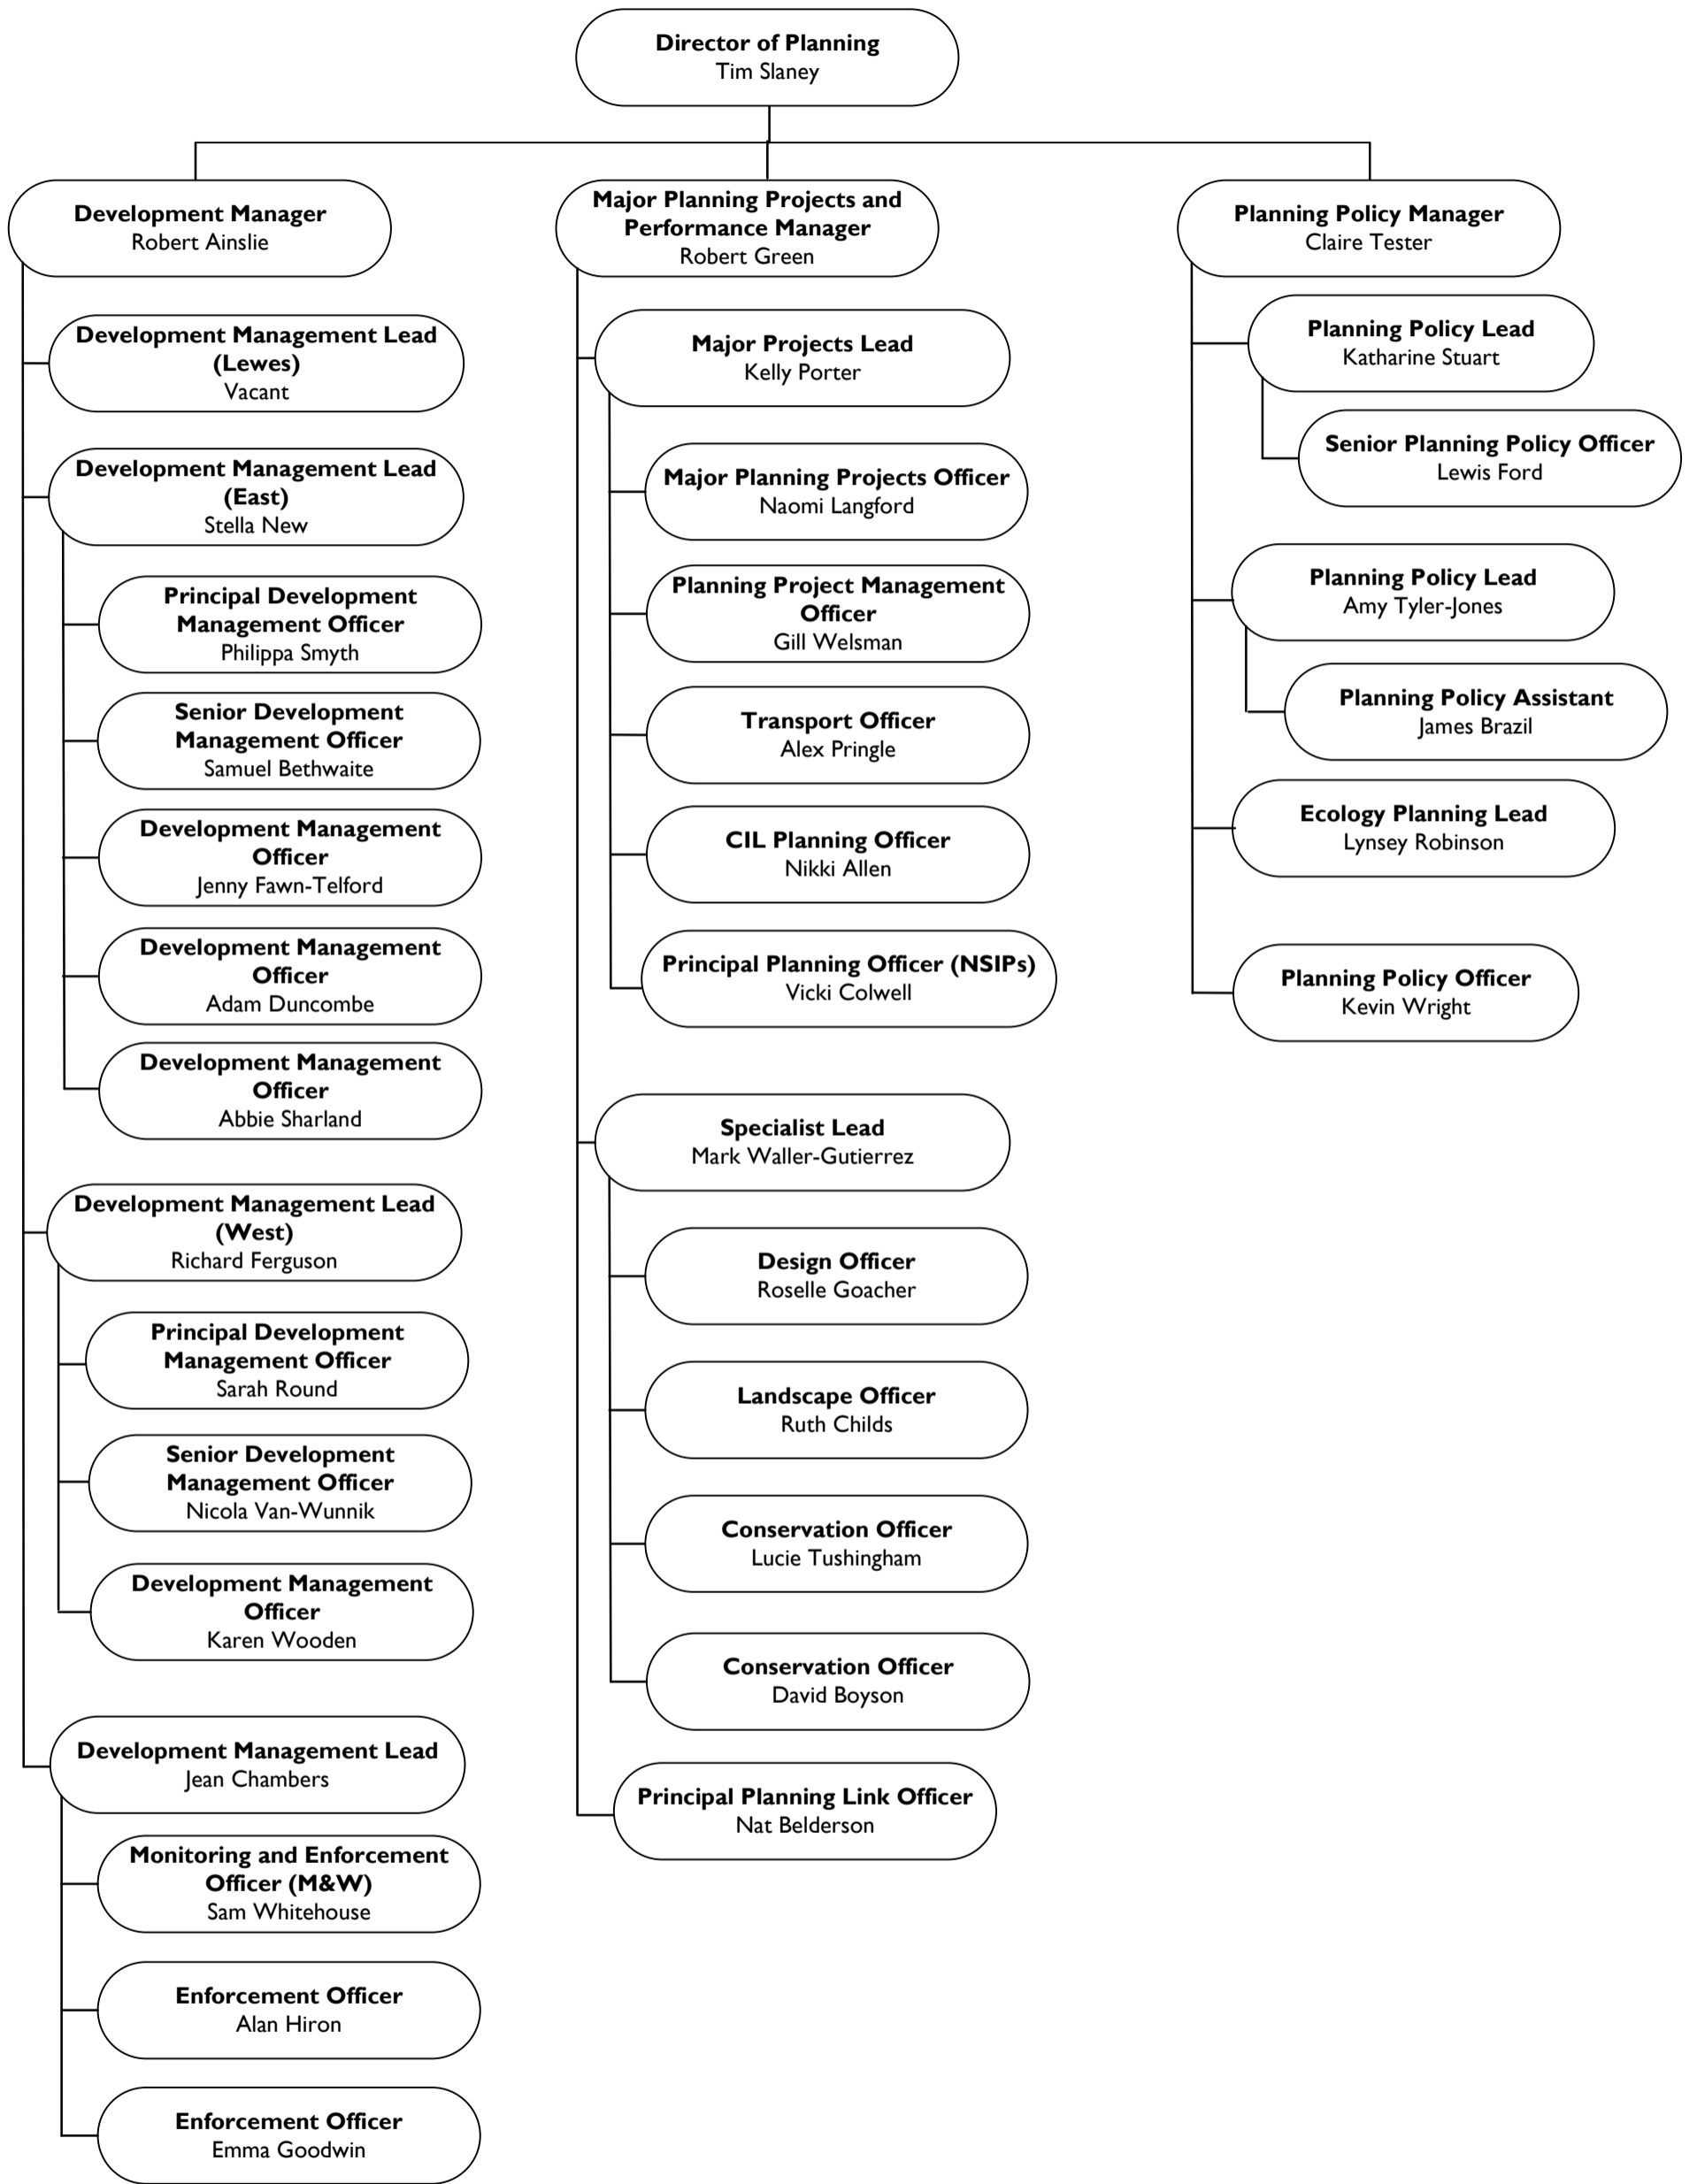 Director of Planning
Tim Slaney
Development Manager
Robert Ainslie
Development Management Lead
(Lewes)
Vacant
Development Management Lead
(East)
Stella New
Principal Development
Management Officer
Philippa Smyth
Senior Development
Management Officer
Samuel Bethwaite
Development Management
Officer
Jenny Fawn-Telford
Development Management
Officer
Adam Duncombe
Development Management
Officer
Abbie Sharland
Development Management Lead
(West)
Richard Ferguson
Principal Development
Management Officer
Sarah Round
Senior Development
Management Officer
Nicola Van-Wunnik
Development Management
Officer
Karen Wooden
Development Management Lead
Jean Chambers
Monitoring and Enforcement
Officer (M&W)
Sam Whitehouse
Enforcement Officer
Alan Hiron
Enforcement Officer
Emma Goodwin
Major Planning Projects and
Performance Manager
Robert Green
Major Projects Lead
Kelly Porter
Major Planning Projects Officer
Naomi Langford
Planning Project Management
Officer
Gill Welsman
Transport Officer
Alex Pringle
CIL Planning Officer
Nikki Allen
Principal Planning Officer (NSIPs)
Vicki Colwell
Specialist Lead
Mark Waller-Gutierrez
Design Officer
Roselle Goacher
Landscape Officer
Ruth Childs
Conservation Officer
Lucie Tushingham
Conservation Officer
David Boyson
Principal Planning Link Officer
Nat Belderson
Planning Policy Manager
Claire Tester
Planning Policy Lead
Katharine Stuart
Senior Planning Policy Officer
Lewis Ford
Planning Policy Lead
Amy Tyler-Jones
Planning Policy Assistant
James Brazil
Ecology Planning Lead
Lynsey Robinson
Planning Policy Officer
Kevin Wright